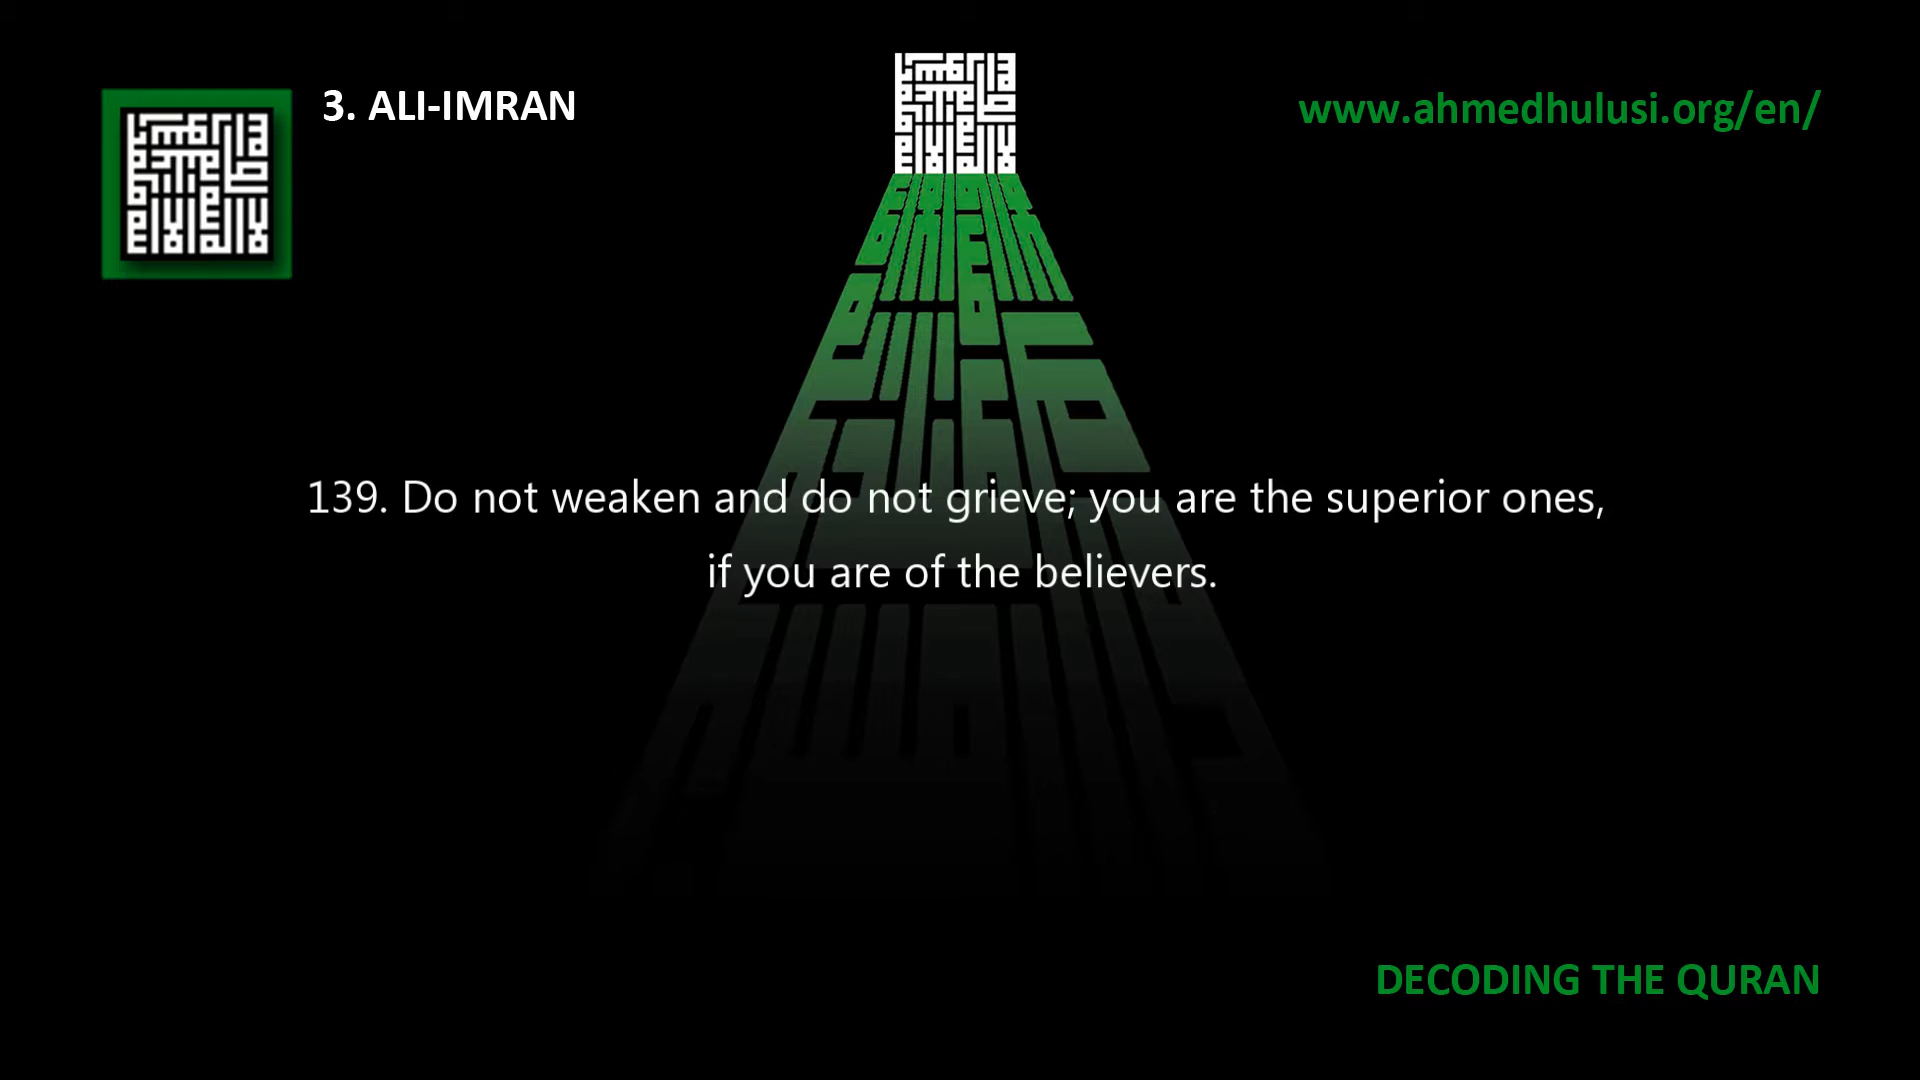 3. ALI-IMRAN
www.ahmedhulusi.org/en/
139. Do not weaken and do not grieve; you are the superior ones,
if you are of the believers.
DECODING THE QURAN